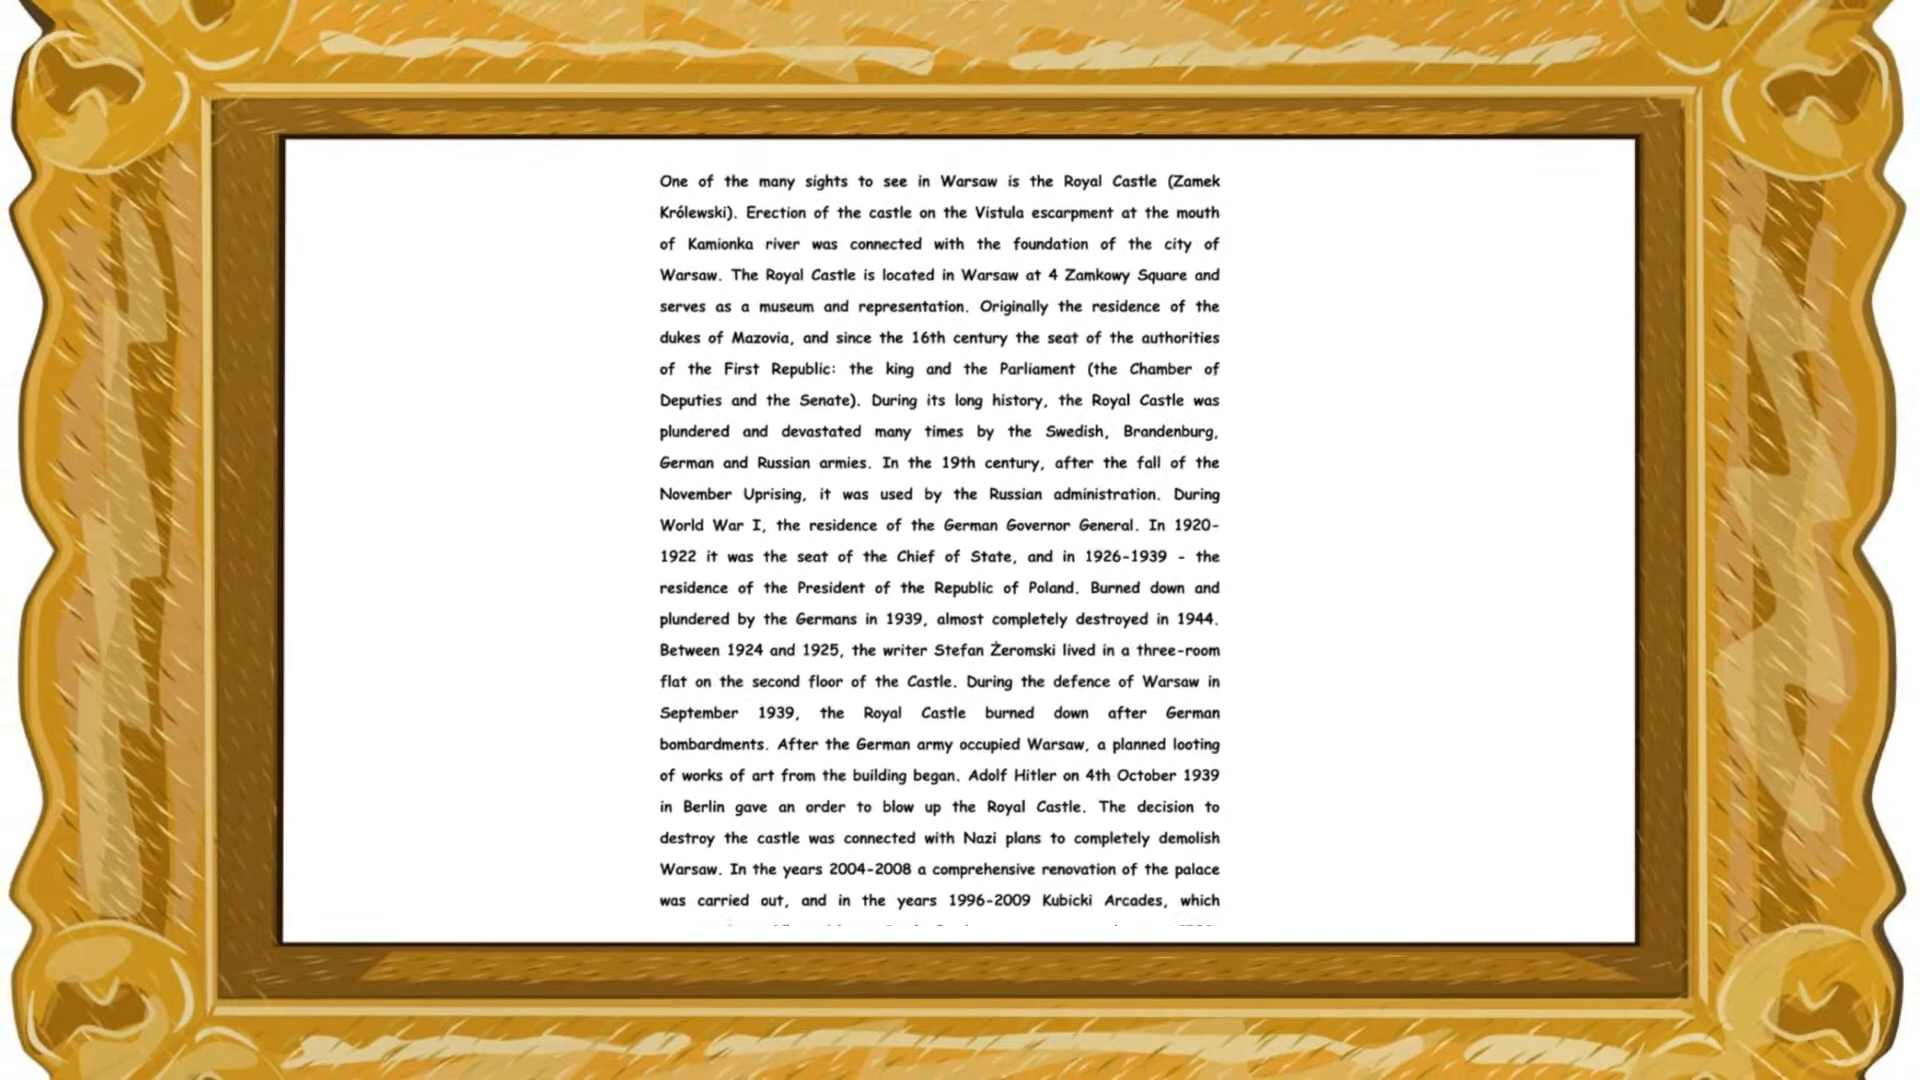 One of the many sights to see in Warsaw is the Royal Castle (Zamek
Królewski). Erection of the castle on the Vistula escarpment at the mouth
of Kamionka river was connected with the foundation of the city of
Warsaw. The Royal Castle is located in Warsaw at 4 Zamkowy Square and
serves as a museum and representation. Originally the residence of the
dukes of Mazovia, and since the 16th century the seat of the authorities
of the First Republic: the king and the Parliament (the Chamber of
Deputies and the Senate). During its long history, the Royal Castle was
plundered and devastated many times by the Swedish, Brandenburg,
German and Russian armies. In the 19th century, after the fall of the
November Uprising, it was used by the Russian administration. During
World War I, the residence of the German Governor General. In 1920-
1922 it was the seat of the Chief of State, and in 1926-1939 - the
residence of the President of the Republic of Poland. Burned down and
plundered by the Germans in 1939, almost completely destroyed in 1944.
Between 1924 and 1925, the writer Stefan Żeromski lived in a three-room
flat on the second floor of the Castle. During the defence of Warsaw in
September 1939, the Royal Castle burned down after German
bombardments. After the German army occupied Warsaw, a planned looting
of works of art from the building began. Adolf Hitler on 4th October 1939
in Berlin gave an order to blow up the Royal Castle. The decision to
destroy the castle was connected with Nazi plans to completely demolish
Warsaw. In the years 2004-2008 a comprehensive renovation of the palace
was carried out, and in the years 1996-2009 Kubicki Arcades, which